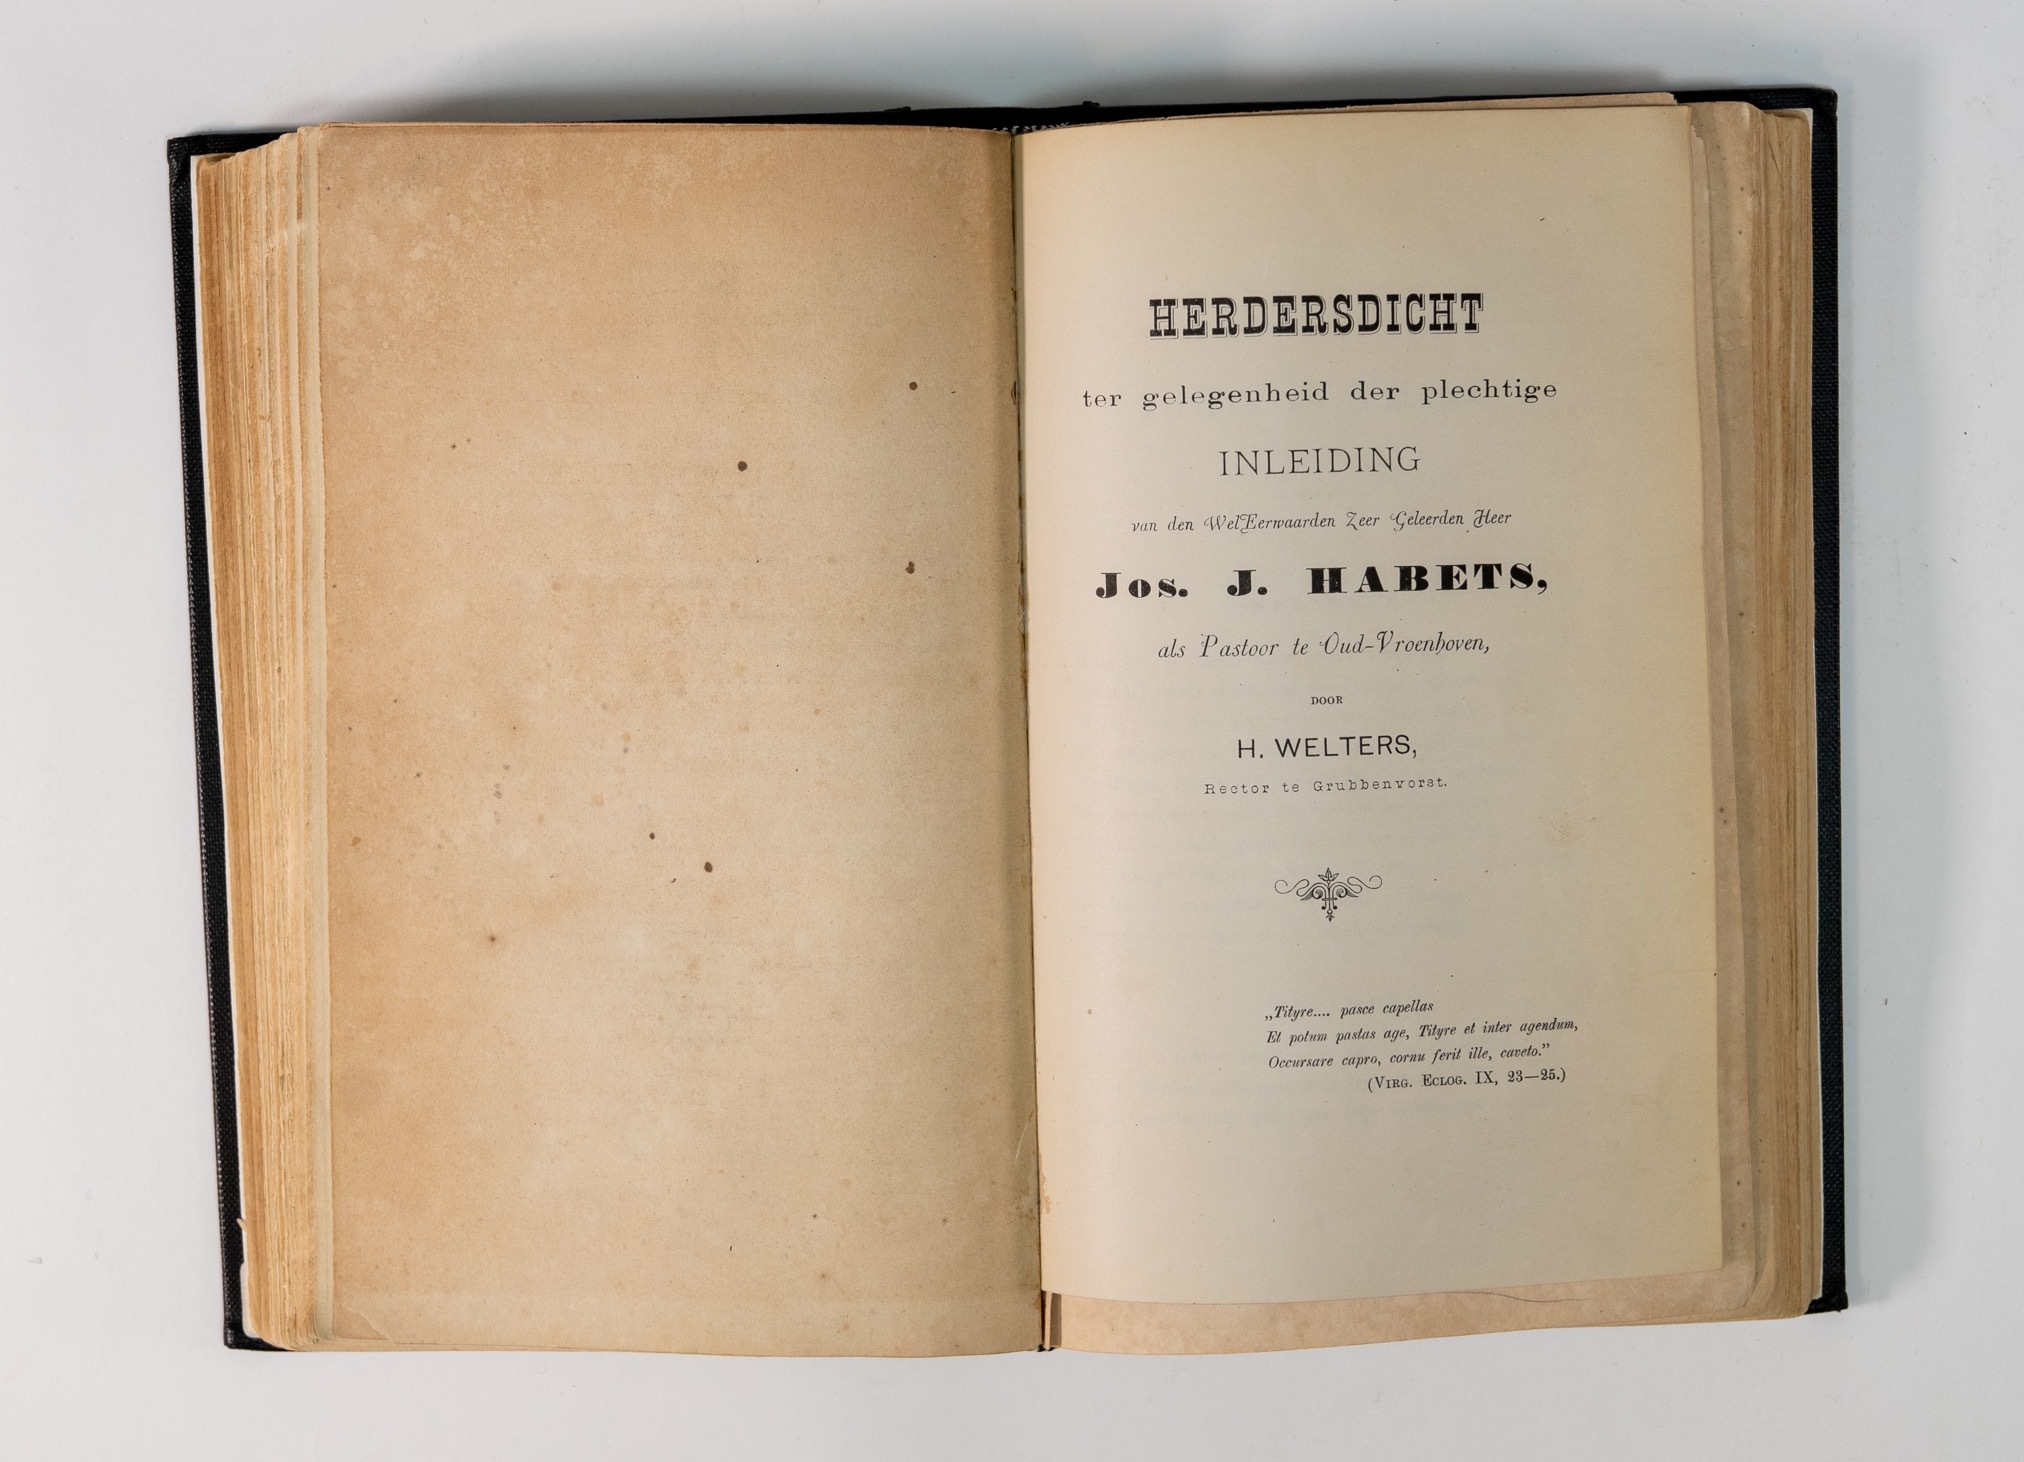 HERDERSDICHT
ter gelegenheid der plechtige
INLEIDING
van den WelEerwaarden Zeer Geleerden Heer
Jos. J. HABETS,
als Pastoor te Oud-Vroenhoven,
DOOR
H. WELTERS,
Rector te Grubbenvorst.
„Tityre.... pasce capellas
Et potum pastas age, Tityre et inter agendum,
Occursare capro, cornu ferit ille, caveto.”
(Virg. Eclog. IX, 23—25.)